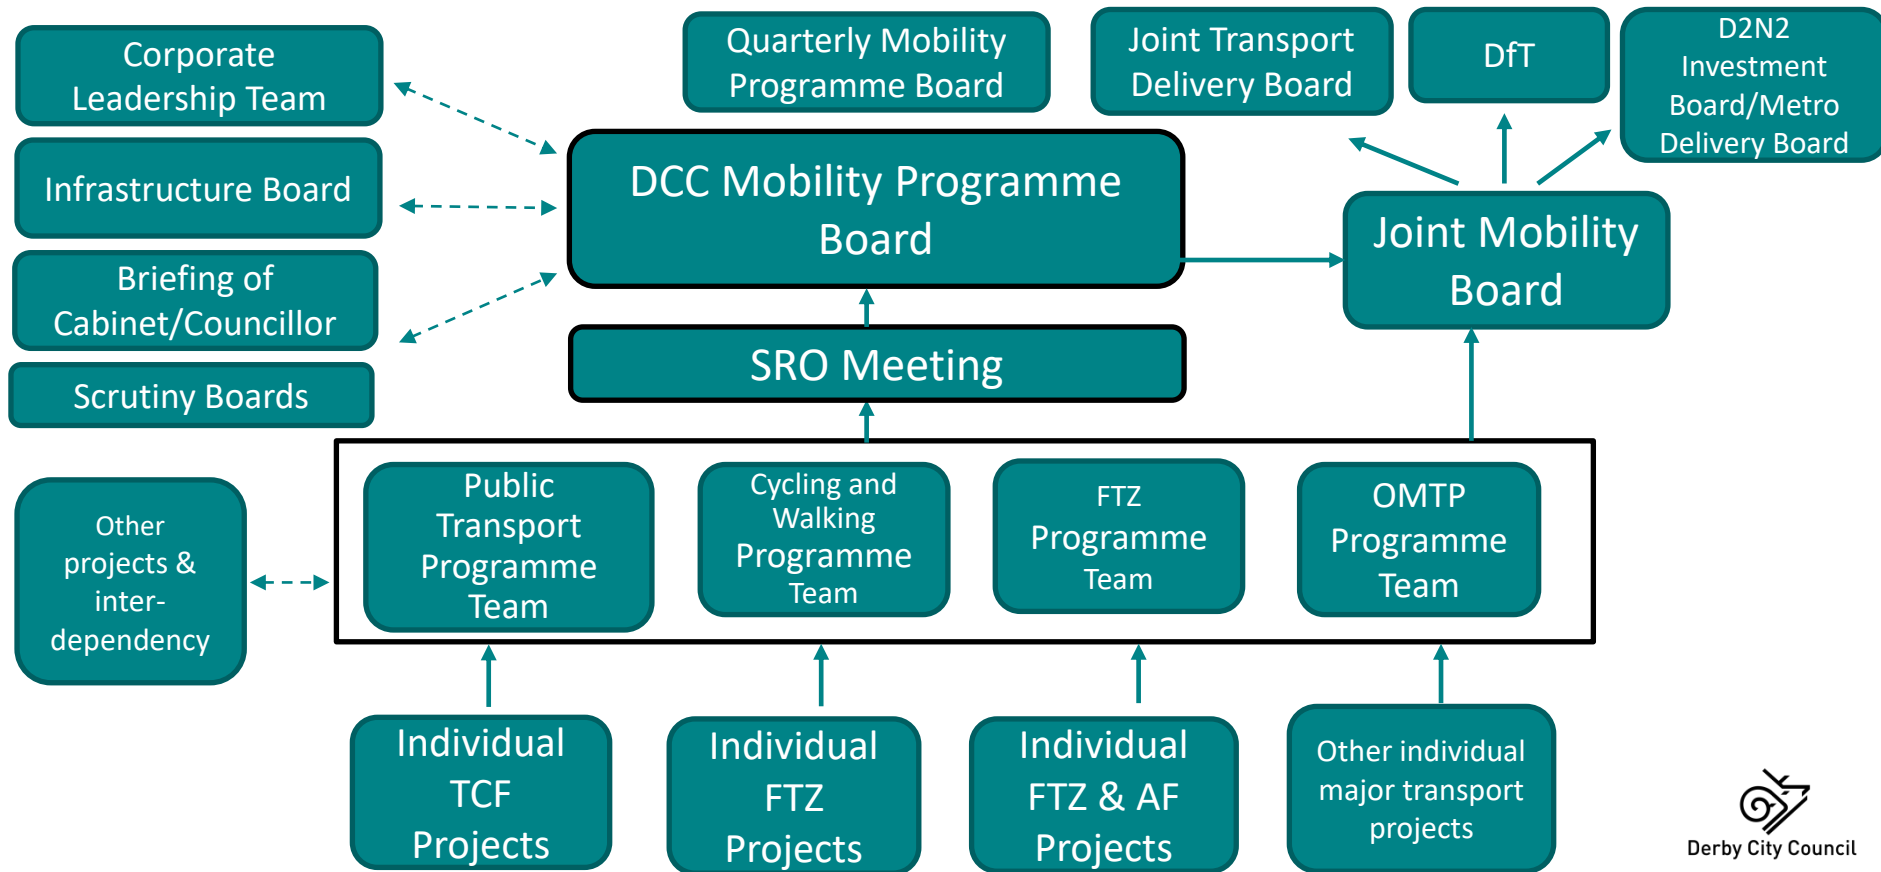 Corporate
Leadership Team
Quarterly Mobility
Programme Board
Joint Transport
Delivery Board
DfT
D2N2
Investment
Board/Metro
Delivery Board
Infrastructure Board
DCC Mobility Programme
Board
Joint Mobility
Board
Briefing of
Cabinet/Councillor
SRO Meeting
Scrutiny Boards
Other
projects &
inter-
dependency
Public
Transport
Programme
Team
Cycling and
Walking
Programme
Team
FTZ
Programme
Team
OMTP
Programme
Team
Individual
TCF
Projects
Individual
FTZ
Projects
Individual
FTZ & AF
Projects
Other individual
major transport
projects
Derby City Council